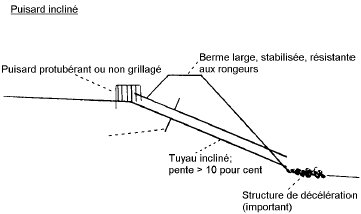 Puisard incliné
Berme large, stabilisée, résistante
aux rongeurs
Puisard protubérant ou non grillagé
Tuyau incliné;
pente > 10 pour cent
Structure de décélération
(important)